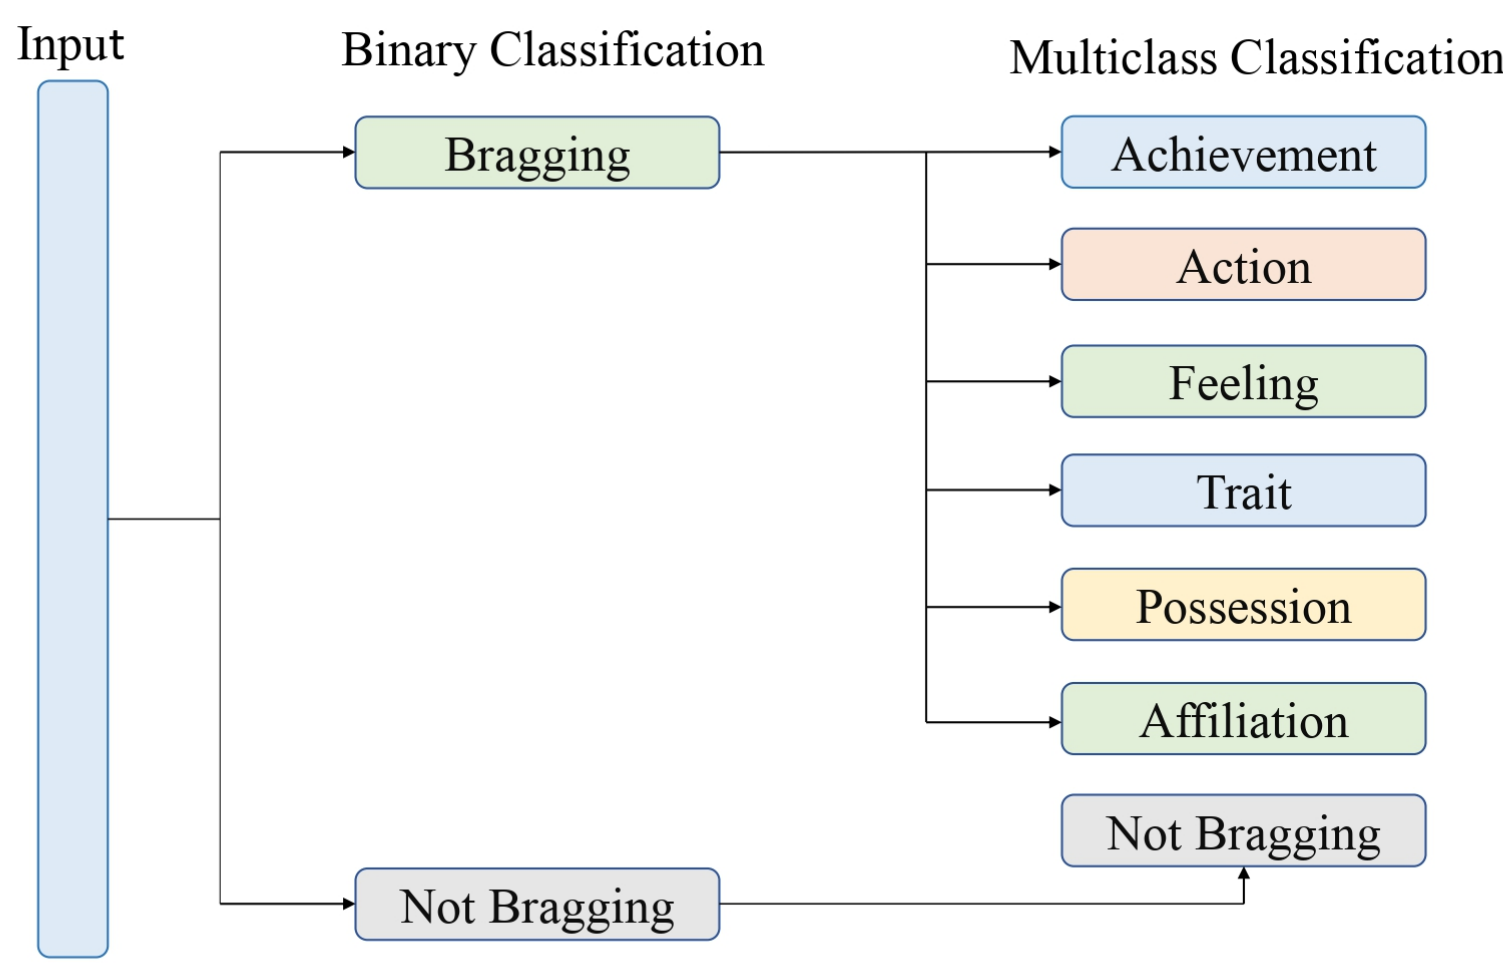 Input
Binary Classification
Multiclass Classification
Bragging
Achievement
Action
Feeling
Trait
Possession
Affiliation
Not Bragging
Not Bragging